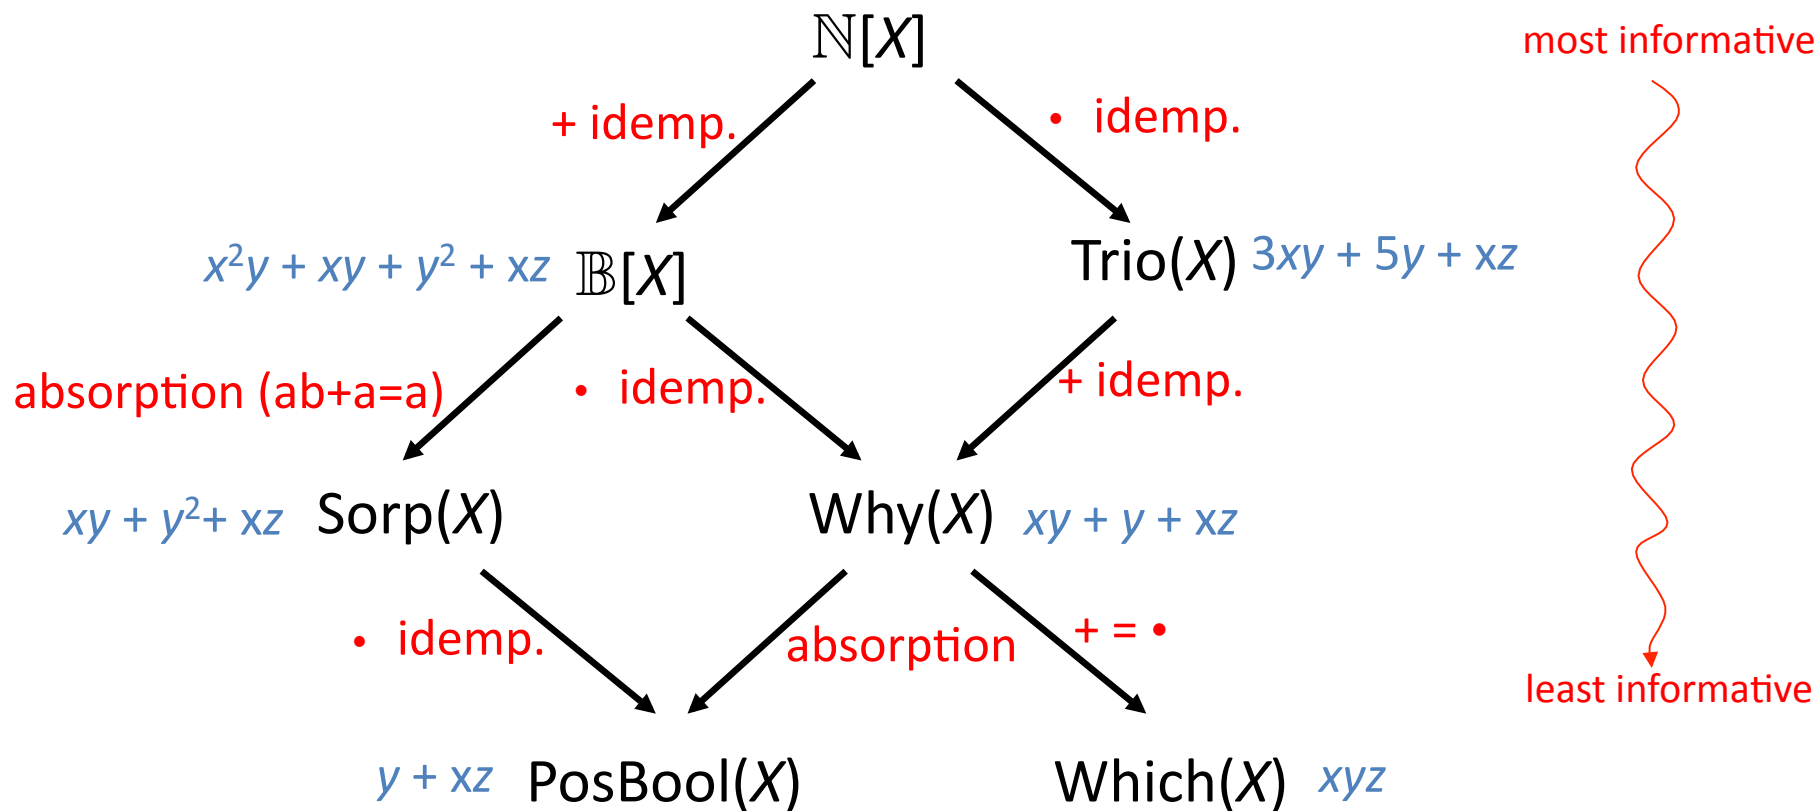 ℕ[X]
most informative
+ idemp.
• idemp.
x²y + xy + y² + xz
𝔹[X]
Trio(X)
3xy + 5y + xz
absorption (ab+a=a)
• idemp.
+ idemp.
xy + y²+ xz
Sorp(X)
Why(X)
xy + y + xz
• idemp.
absorption
+ = •
least informative
y + xz
PosBool(X)
Which(X)
xyz